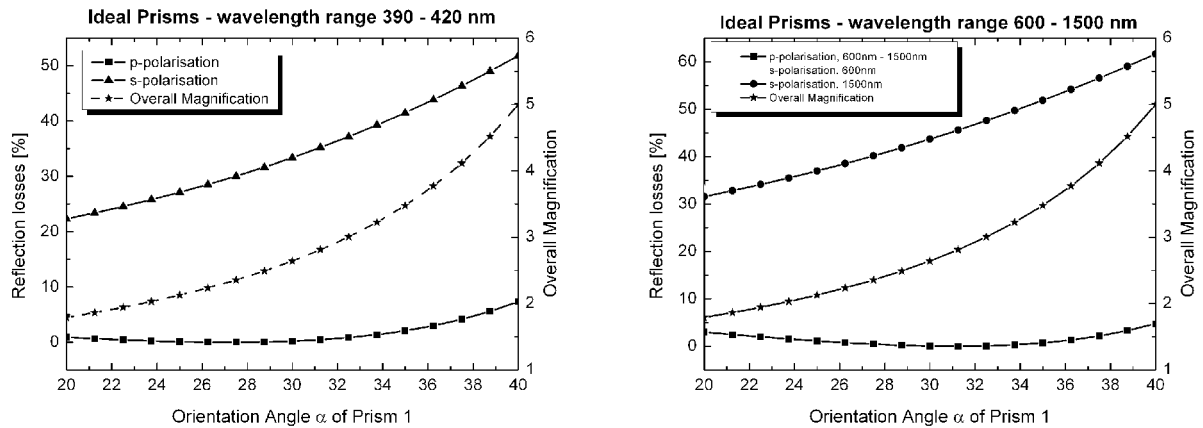 Ideal Prisms - wavelength range 390 - 420 nm
p-polarisation
s-polarisation
Overall Magnification
Reflection losses [%]
50
40
30
20
10
0
6
5
4
3
2
1
Overall Magnification
20 22 24 26 28 30 32 34 36 38 40
Orientation Angle α of Prism 1
Ideal Prisms - wavelength range 600 - 1500 nm
p-polarisation, 600nm - 1500nm
s-polarisation. 600nm
s-polarisation. 1500nm
Overall Magnification
Reflection losses [%]
60
50
40
30
20
10
0
6
5
4
3
2
1
Overall Magnification
20 22 24 26 28 30 32 34 36 38 40
Orientation Angle α of Prism 1